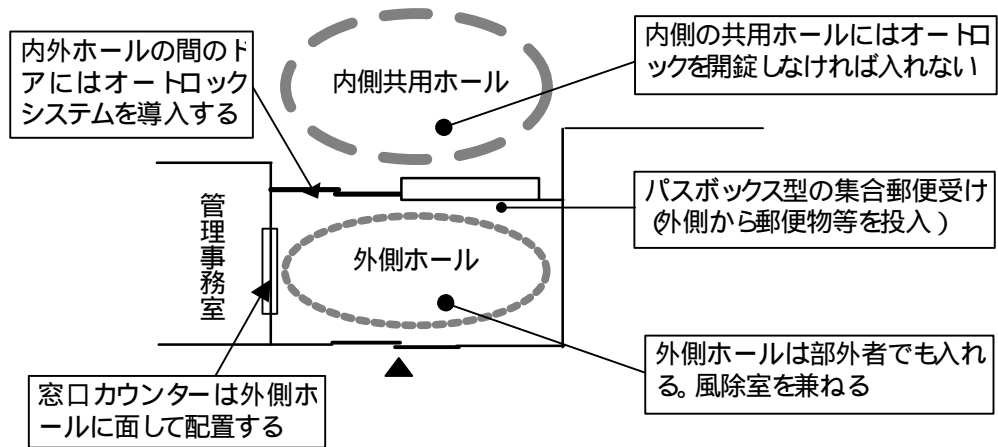 内外ホールの間のド
アにはオートロック
システムを導入する
内側共用ホール
内側の共用ホールにはオートロ
ックを開錠しなければ入れない
管理事務室
パスボックス型の集合郵便受け
(外側から郵便物等を投入)
外側ホール
外側ホールは部外者でも入れ
る。風除室を兼ねる
窓口カウンターは外側ホ
ールに面して配置する